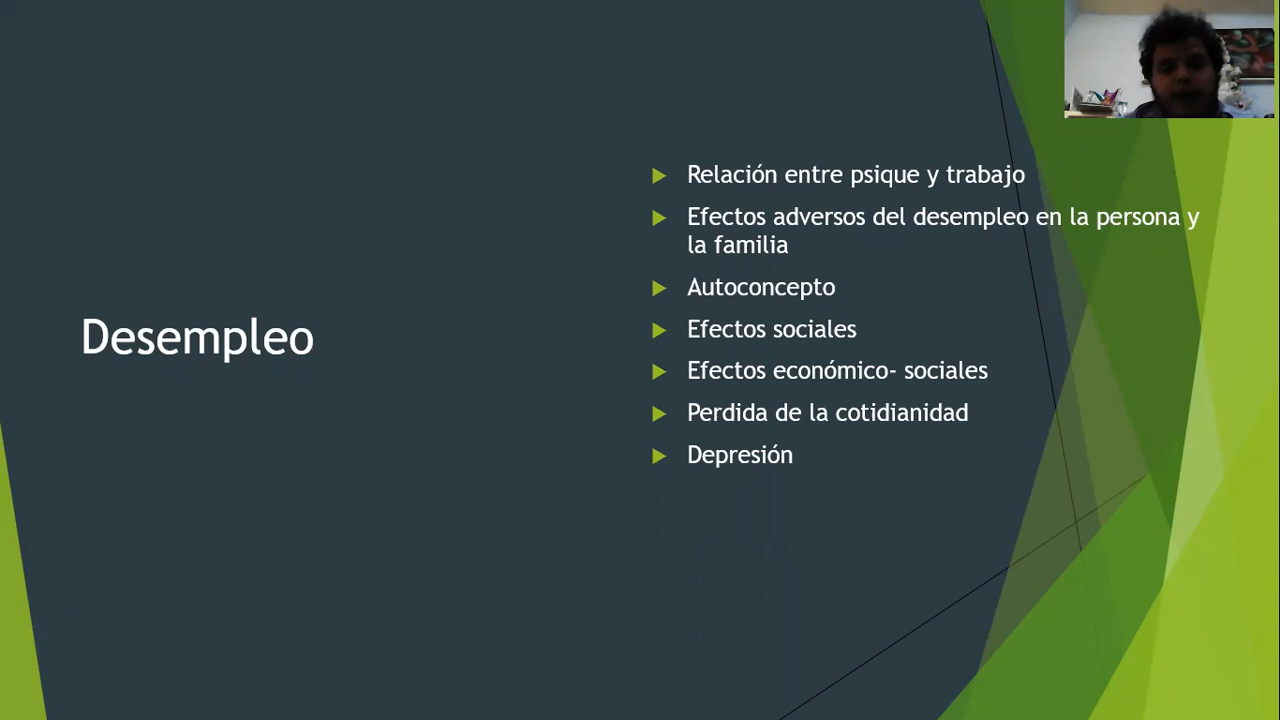 Desempleo
Relación entre psique y trabajo
Efectos adversos del desempleo en la persona y
la familia
Autoconcepto
Efectos sociales
Efectos económico- sociales
Perdida de la cotidianidad
Depresión